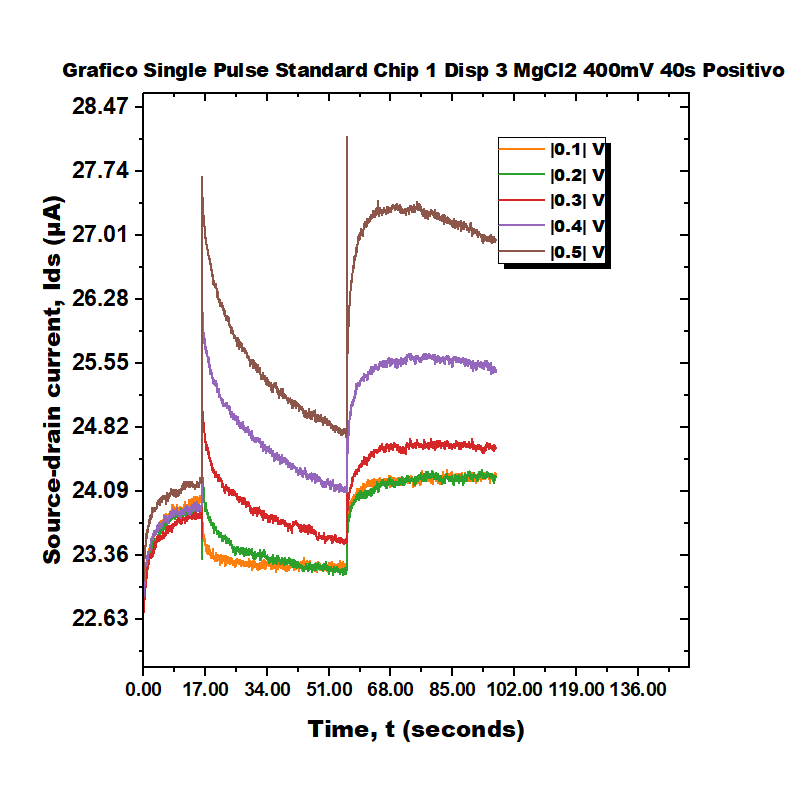 Grafico Single Pulse Standard Chip 1 Disp 3 MgCl2 400mV 40s Positivo
28.47
27.74
27.01
26.28
25.55
24.82
24.09
23.36
22.63
Source-drain current, Ids (µA)
|0.1| V
|0.2| V
|0.3| V
|0.4| V
|0.5| V
0.00 17.00 34.00 51.00 68.00 85.00 102.00 119.00 136.00
Time, t (seconds)